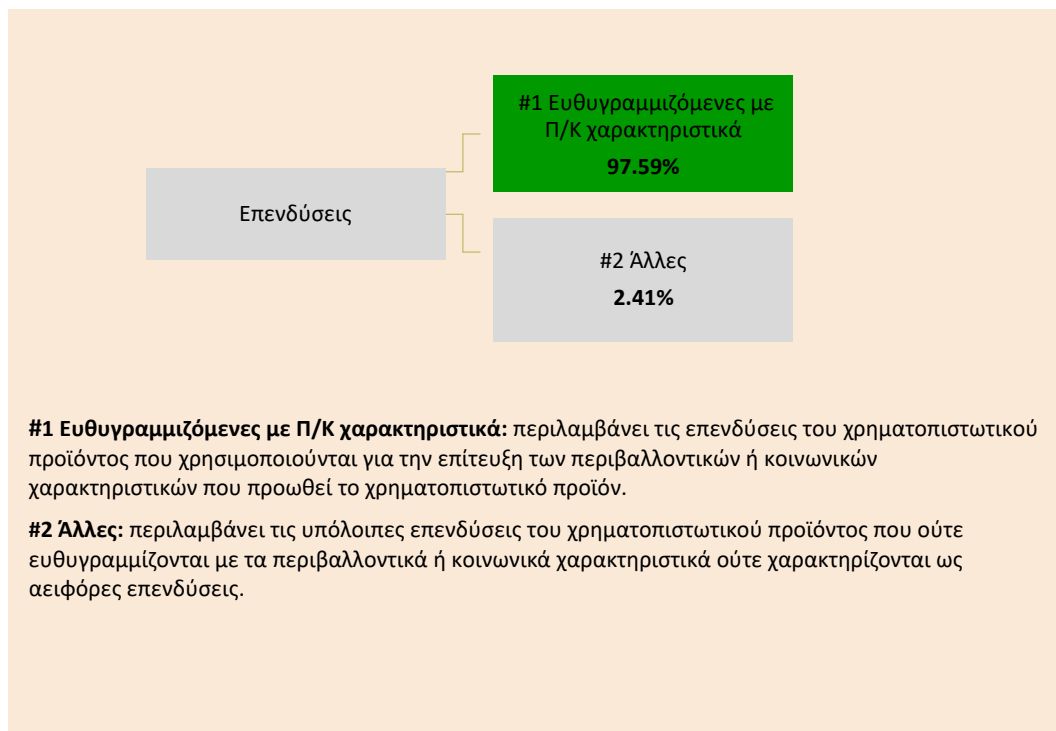 #1 Ευθυγραμμιζόμενες με
Π/Κ χαρακτηριστικά
97.59%
Επενδύσεις
#2 Άλλες
2.41%
#1 Ευθυγραμμιζόμενες με Π/Κ χαρακτηριστικά: περιλαμβάνει τις επενδύσεις του χρηματοπιστωτικού
προϊόντος που χρησιμοποιούνται για την επίτευξη των περιβαλλοντικών ή κοινωνικών
χαρακτηριστικών που προωθεί το χρηματοπιστωτικό προϊόν.
#2 Άλλες: περιλαμβάνει τις υπόλοιπες επενδύσεις του χρηματοπιστωτικού προϊόντος που ούτε
ευθυγραμμίζονται με τα περιβαλλοντικά ή κοινωνικά χαρακτηριστικά ούτε χαρακτηρίζονται ως
αειφόρες επενδύσεις.